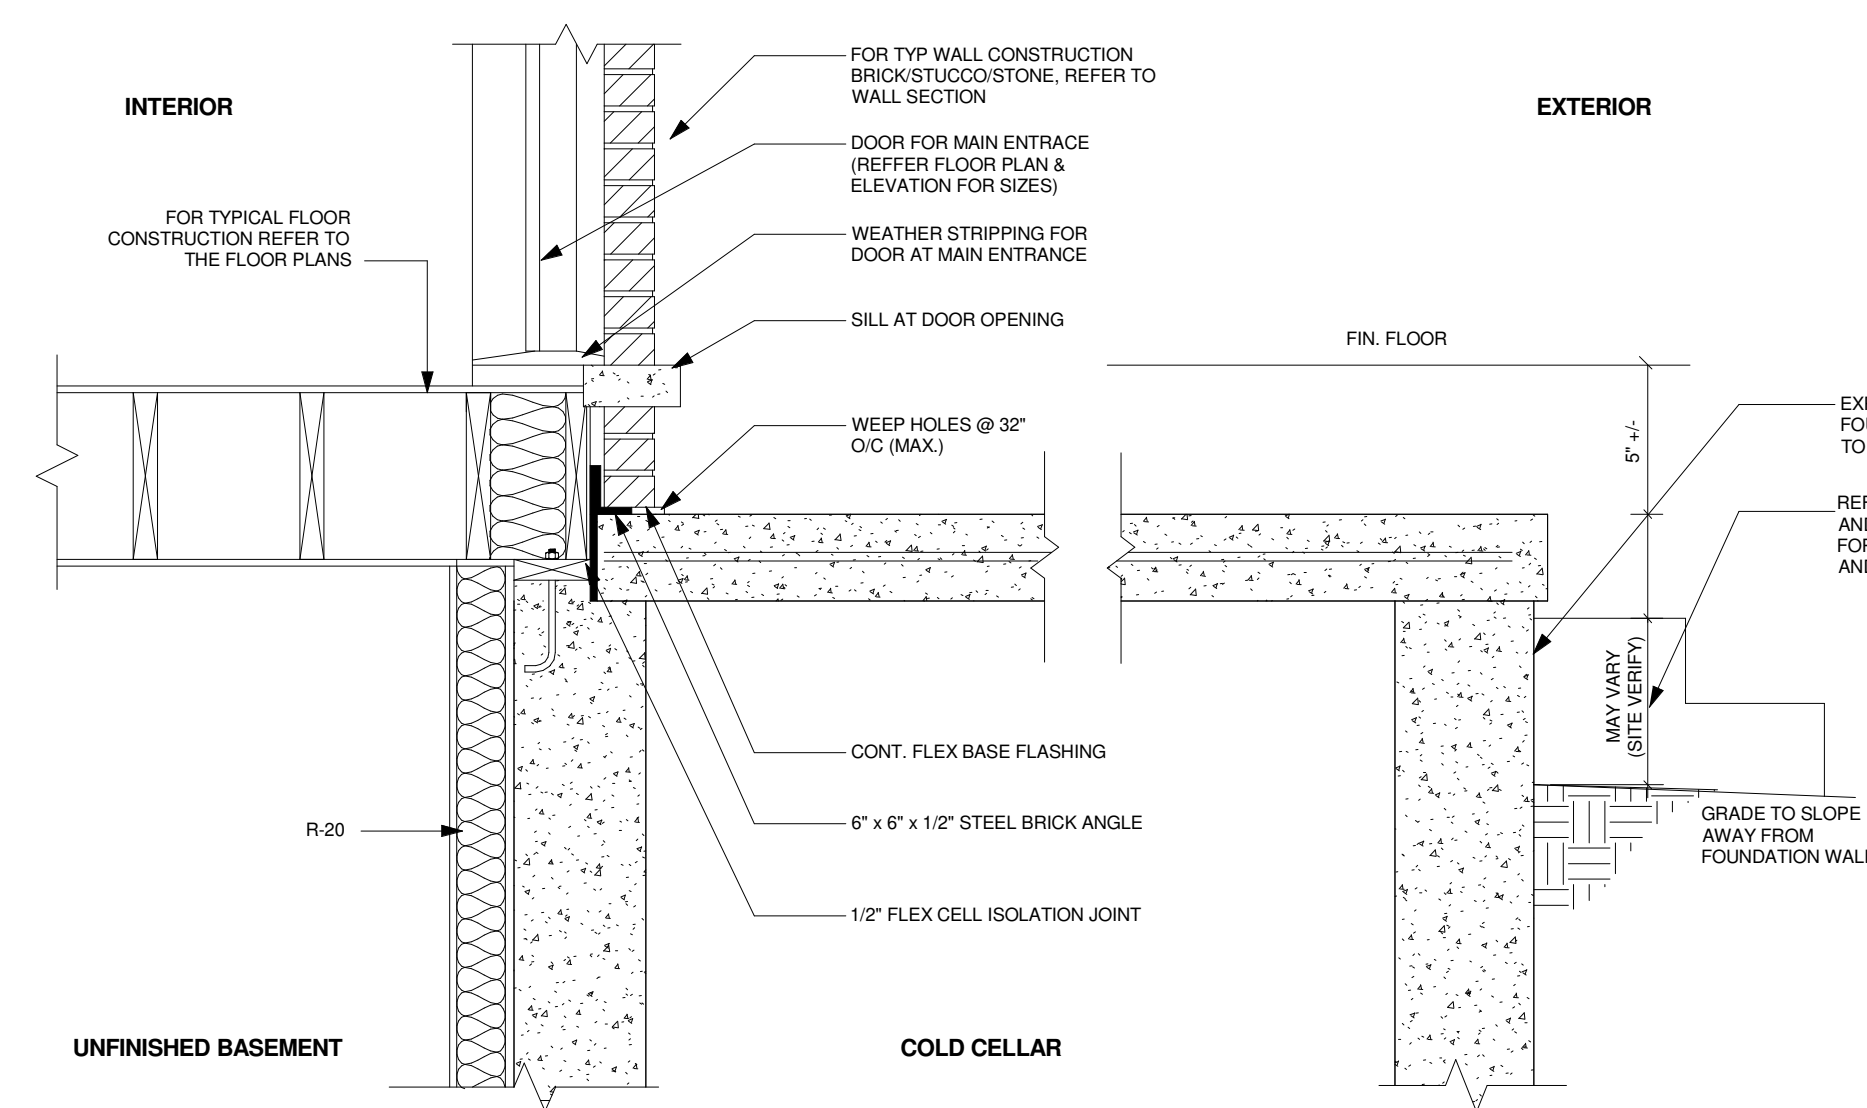 INTERIOR
EXTERIOR
FOR TYP WALL CONSTRUCTION
BRICK/STUCCO/STONE, REFER TO
WALL SECTION
DOOR FOR MAIN ENTRACE
(REFFER FLOOR PLAN &
ELEVATION FOR SIZES)
FOR TYPICAL FLOOR
CONSTRUCTION REFER TO
THE FLOOR PLANS
WEATHER STRIPPING FOR
DOOR AT MAIN ENTRANCE
SILL AT DOOR OPENING
FIN. FLOOR
WEEP HOLES @ 32"
O/C (MAX.)
5" +/-
TO
MAY VARY
(SITE VERIFY)
CONT. FLEX BASE FLASHING
6" x 6" x 1/2" STEEL BRICK ANGLE
1/2" FLEX CELL ISOLATION JOINT
R-20
GRADE TO SLOPE
AWAY FROM
FOUNDATION
UNFINISHED BASEMENT
COLD CELLAR